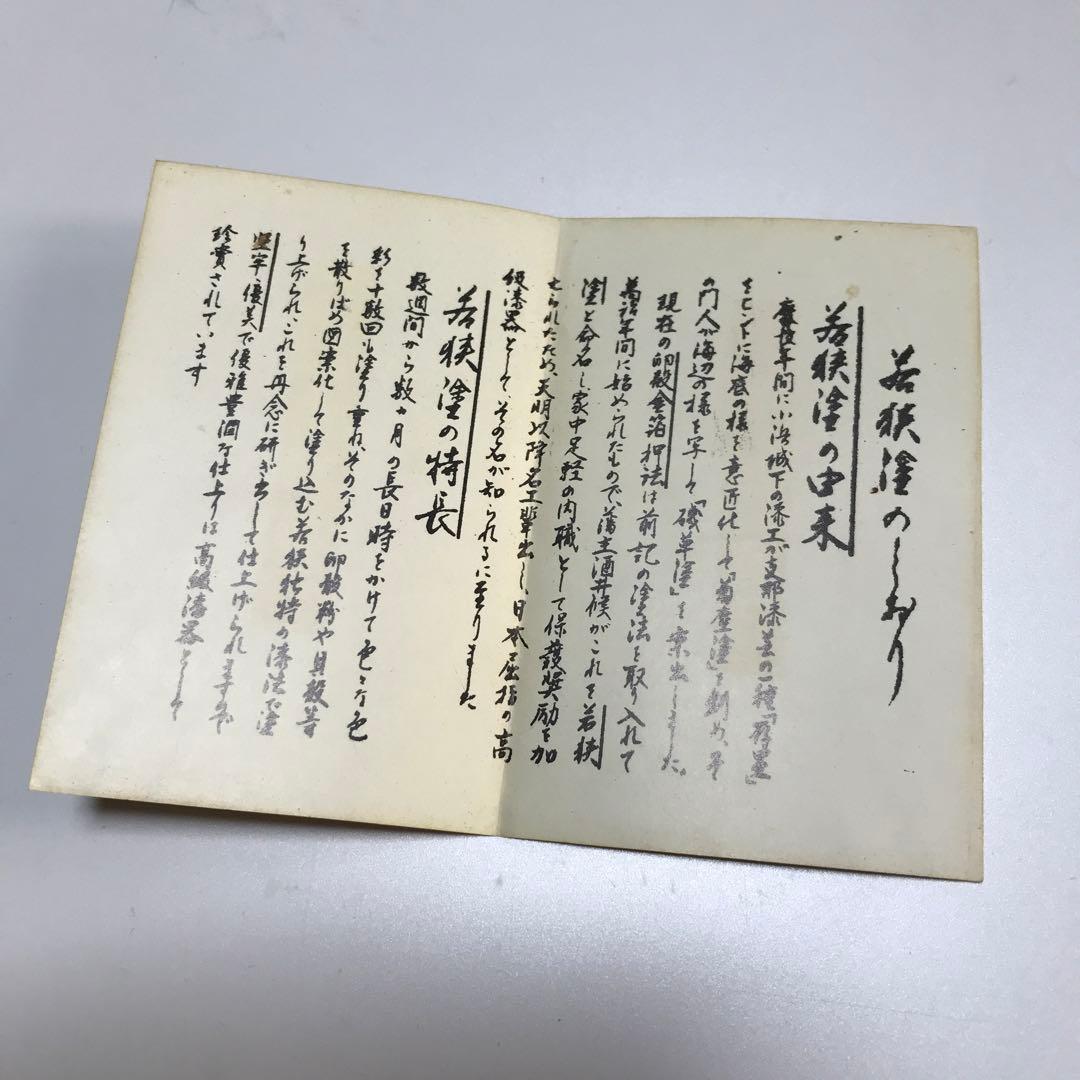 若狭塗のしおり
若狭塗の由来
慶長年間に小浜城下の漆工が支那漆盆の一種「存星」
をヒントに海底の様を意匠化して「菊塵塗」を創め、そ
の門人が海辺の様を写して「磯草塗」を案出しました。
現在の卵殻金箔押法は前記の塗法を取り入れて
萬治年間に始められたもので、藩主酒井候がこれを若狭
塗と命名し、家中足軽の内職として保護奨励を加
えられたため、天明以降名工輩出し、日本屈指の高
級漆器として、その名が知られるに至りました
若狭塗の特長
数週間から数ヵ月の長日時をかけて色々な色
彩を十数回も塗り重ね、そのなかに卵殻粉や貝殻等
を散りばめ図案化して塗り込む若狭独特の漆法で塗
り上げられ、これを丹念に研ぎ出して仕上げられますので
堅牢、優美で優雅豊潤な仕上りは高級漆器として
珍貴されています